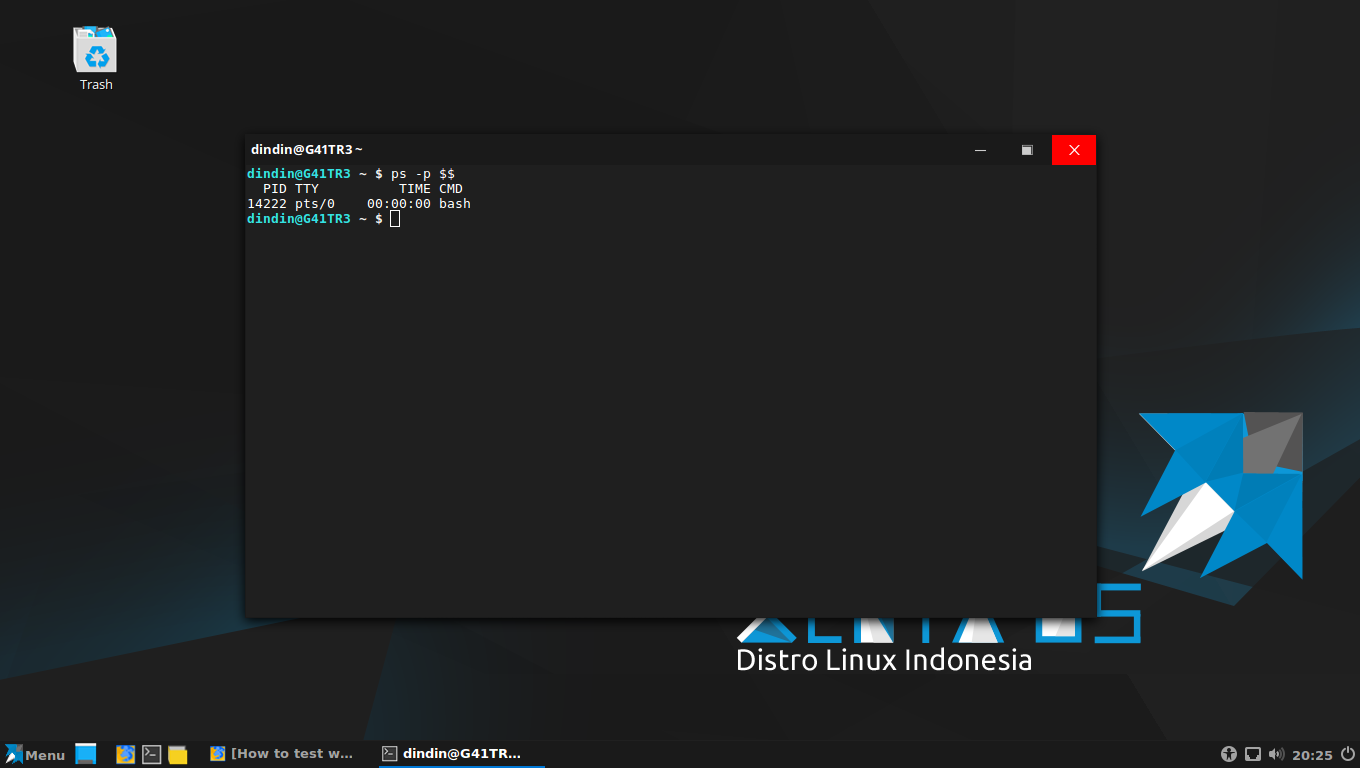 Trash
dindin@G41TR3 ~
dindin@G41TR3 ~ $ ps -p $$
  PID TTY          TIME CMD
14222 pts/0    00:00:00 bash
dindin@G41TR3 ~ $
Distro Linux Indonesia
Menu
[How to test w...
dindin@G41TR...
20:25